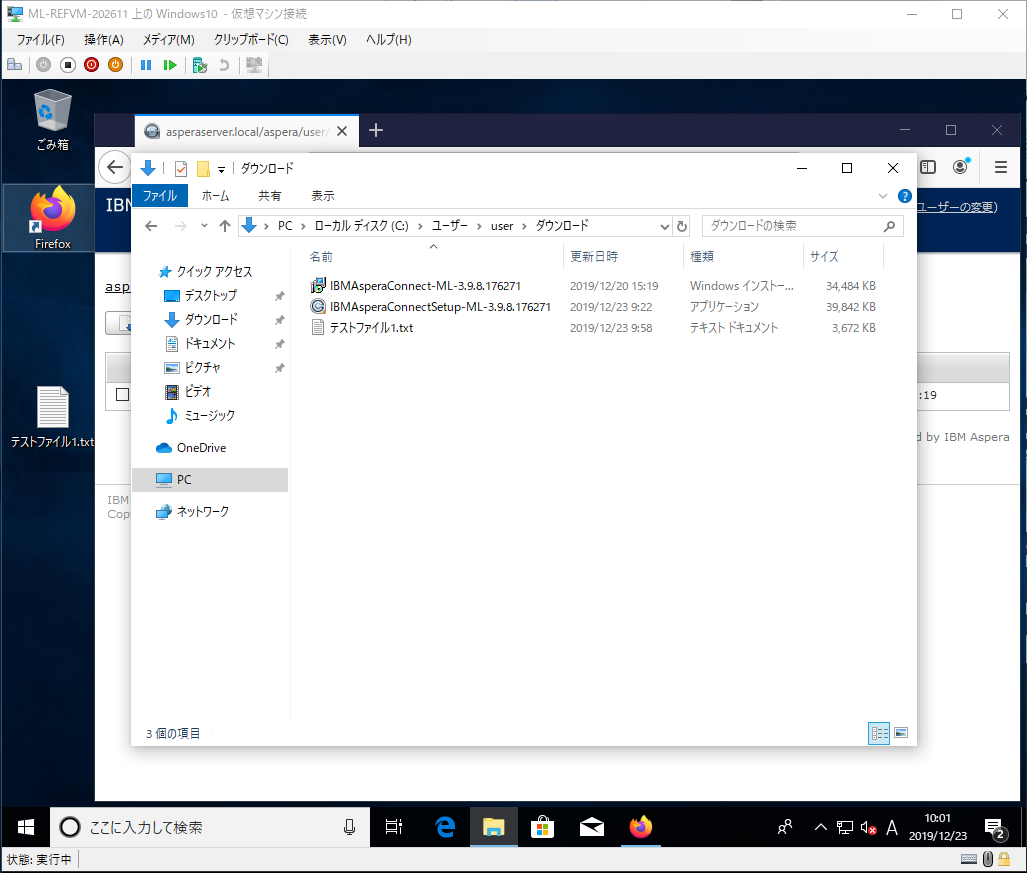 ML-REFVM-202611 上の Windows10 - 仮想マシン接続
ファイル(F) 操作(A) メディア(M) クリップボード(C) 表示(V) ヘルプ(H)
ごみ箱
asperaserver.local/aspera/user/
ダウンロード
ファイル ホーム 共有 表示
IBM
ユーザーの変更)
Firefox
PC ローカル ディスク (C:) ユーザー user ダウンロード
ダウンロードの検索
名前 更新日時 種類 サイズ
クイック アクセス
デスクトップ
ダウンロード
ドキュメント
ピクチャ
ビデオ
ミュージック
OneDrive
PC
ネットワーク
IBMAsperaConnect-ML-3.9.8.176271 2019/12/20 15:19 Windows インストー... 34,484 KB
IBMAsperaConnectSetup-ML-3.9.8.176271 2019/12/23 9:22 アプリケーション 39,842 KB
テストファイル1.txt 2019/12/23 9:58 テキスト ドキュメント 3,672 KB
asp
:19
テストファイル1.txt
d by IBM Aspera
IBM
Cop
3 個の項目
ここに入力して検索
A
10:01
2019/12/23
2
状態: 実行中